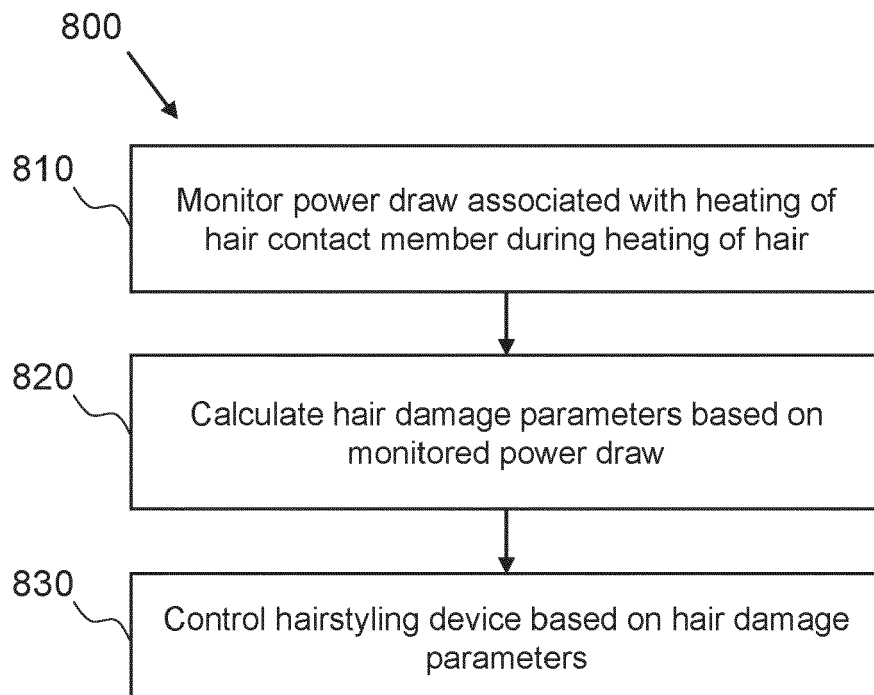 800
810
Monitor power draw associated with heating of
hair contact member during heating of hair
820
Calculate hair damage parameters based on
monitored power draw
830
Control hairstyling device based on hair damage
parameters